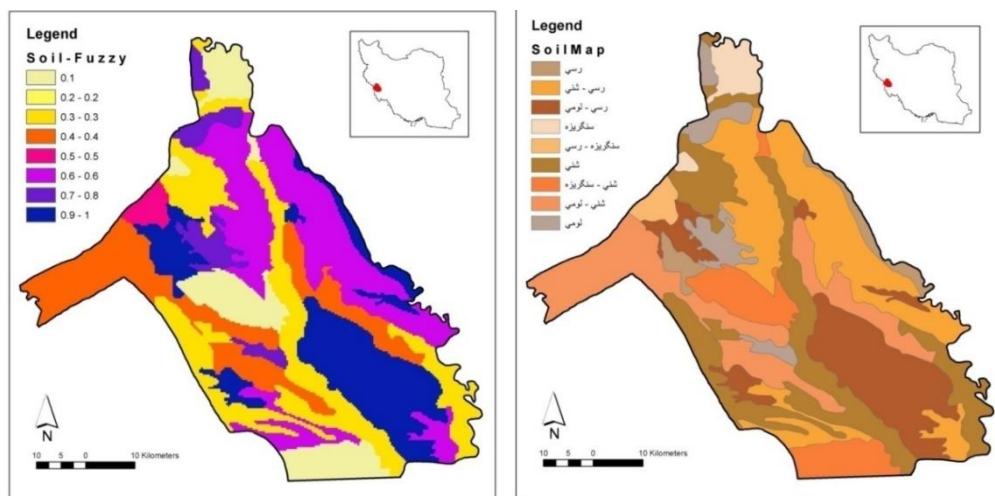 Legend
Soil-Fuzzy
0.1
0.2 - 0.2
0.3 - 0.3
0.4 - 0.4
0.5 - 0.5
0.6 - 0.6
0.7 - 0.8
0.9 - 1
N
10 5 0 10 Kilometers
Legend
SoilMap
رسي
رسي - شني
رسي - لومي
سنگريزه
سنگريزه - رسي
شني
شني - سنگريزه
شني - لومي
لومي
N
10 5 0 10 Kilometers